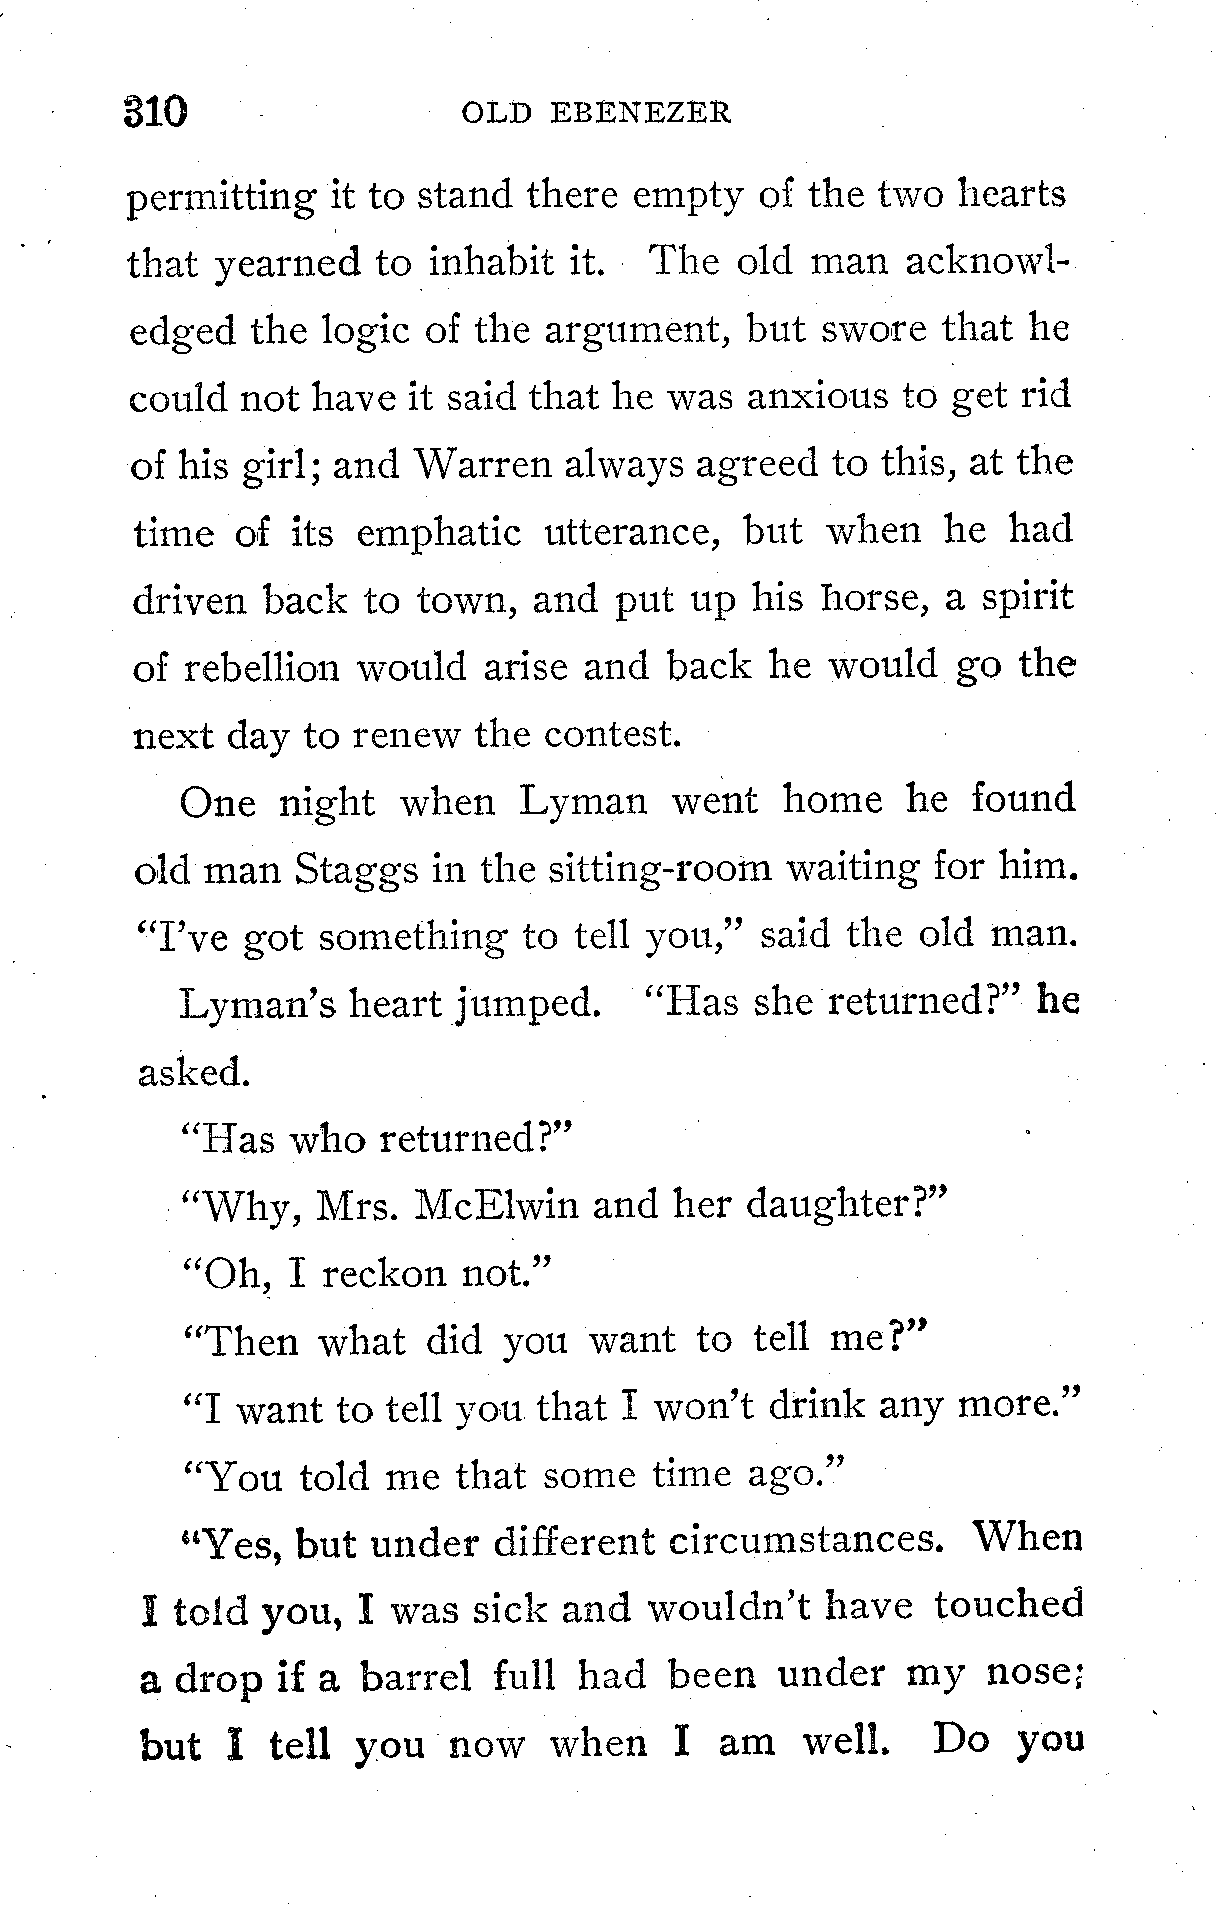 310 OLD EBENEZER
permitting it to stand there empty of the two hearts
that yearned to inhabit it. The old man acknowl-
edged the logic of the argument, but swore that he
could not have it said that he was anxious to get rid
of his girl; and Warren always agreed to this, at the
time of its emphatic utterance, but when he had
driven back to town, and put up his horse, a spirit
of rebellion would arise and back he would go the
next day to renew the contest.
One night when Lyman went home he found
old man Staggs in the sitting-room waiting for him.
“I’ve got something to tell you,” said the old man.
Lyman’s heart jumped. “Has she returned?” he
asked.
“Has who returned?”
“Why, Mrs. McElwin and her daughter?”
“Oh, I reckon not.”
“Then what did you want to tell me?”
“I want to tell you that I won’t drink any more.”
“You told me that some time ago.”
“Yes, but under different circumstances. When
I told you, I was sick and wouldn’t have touched
a drop if a barrel full had been under my nose;
but I tell you now when I am well. Do you